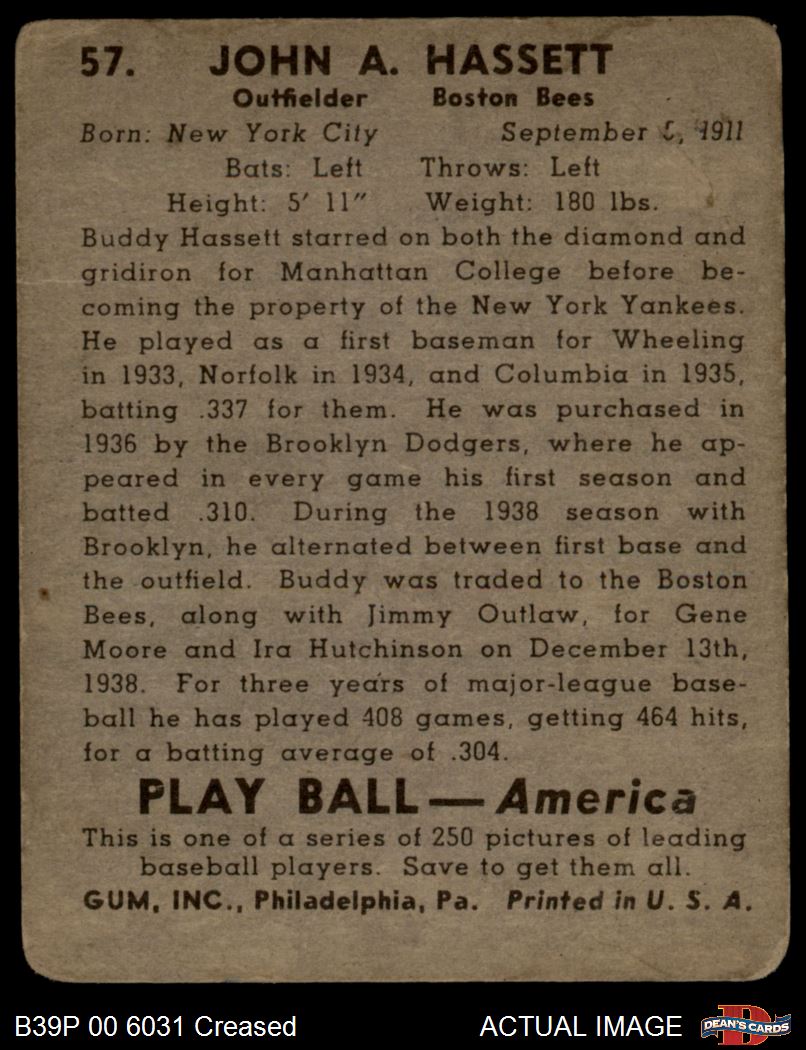 57. JOHN A. HASSETT
Outfielder Boston Bees
Born: New York City September , 1911
Bats: Left Throws: Left
Height: 5' 11" Weight: 180 lbs.
Buddy Hassett starred on both the diamond and
gridiron for Manhattan College before be-
coming the property of the New York Yankees.
He played as a first baseman for Wheeling
in 1933, Norfolk in 1934, and Columbia in 1935,
batting .337 for them. He was purchased in
1936 by the Brooklyn Dodgers, where he ap-
peared in every game his first season and
batted .310. During the 1938 season with
Brooklyn, he alternated between first base and
the outfield. Buddy was traded to the Boston
Bees, along with Jimmy Outlaw, for Gene
Moore and Ira Hutchinson on December 13th,
1938. For three years of major-league base-
ball he has played 408 games, getting 464 hits,
for a batting average of .304.
PLAY BALL—America
This is one of a series of 250 pictures of leading
baseball players. Save to get them all.
GUM, INC., Philadelphia, Pa. Printed in U. S. A.
B39P 00 6031 Creased ACTUAL IMAGE D DEAN'S CARDS